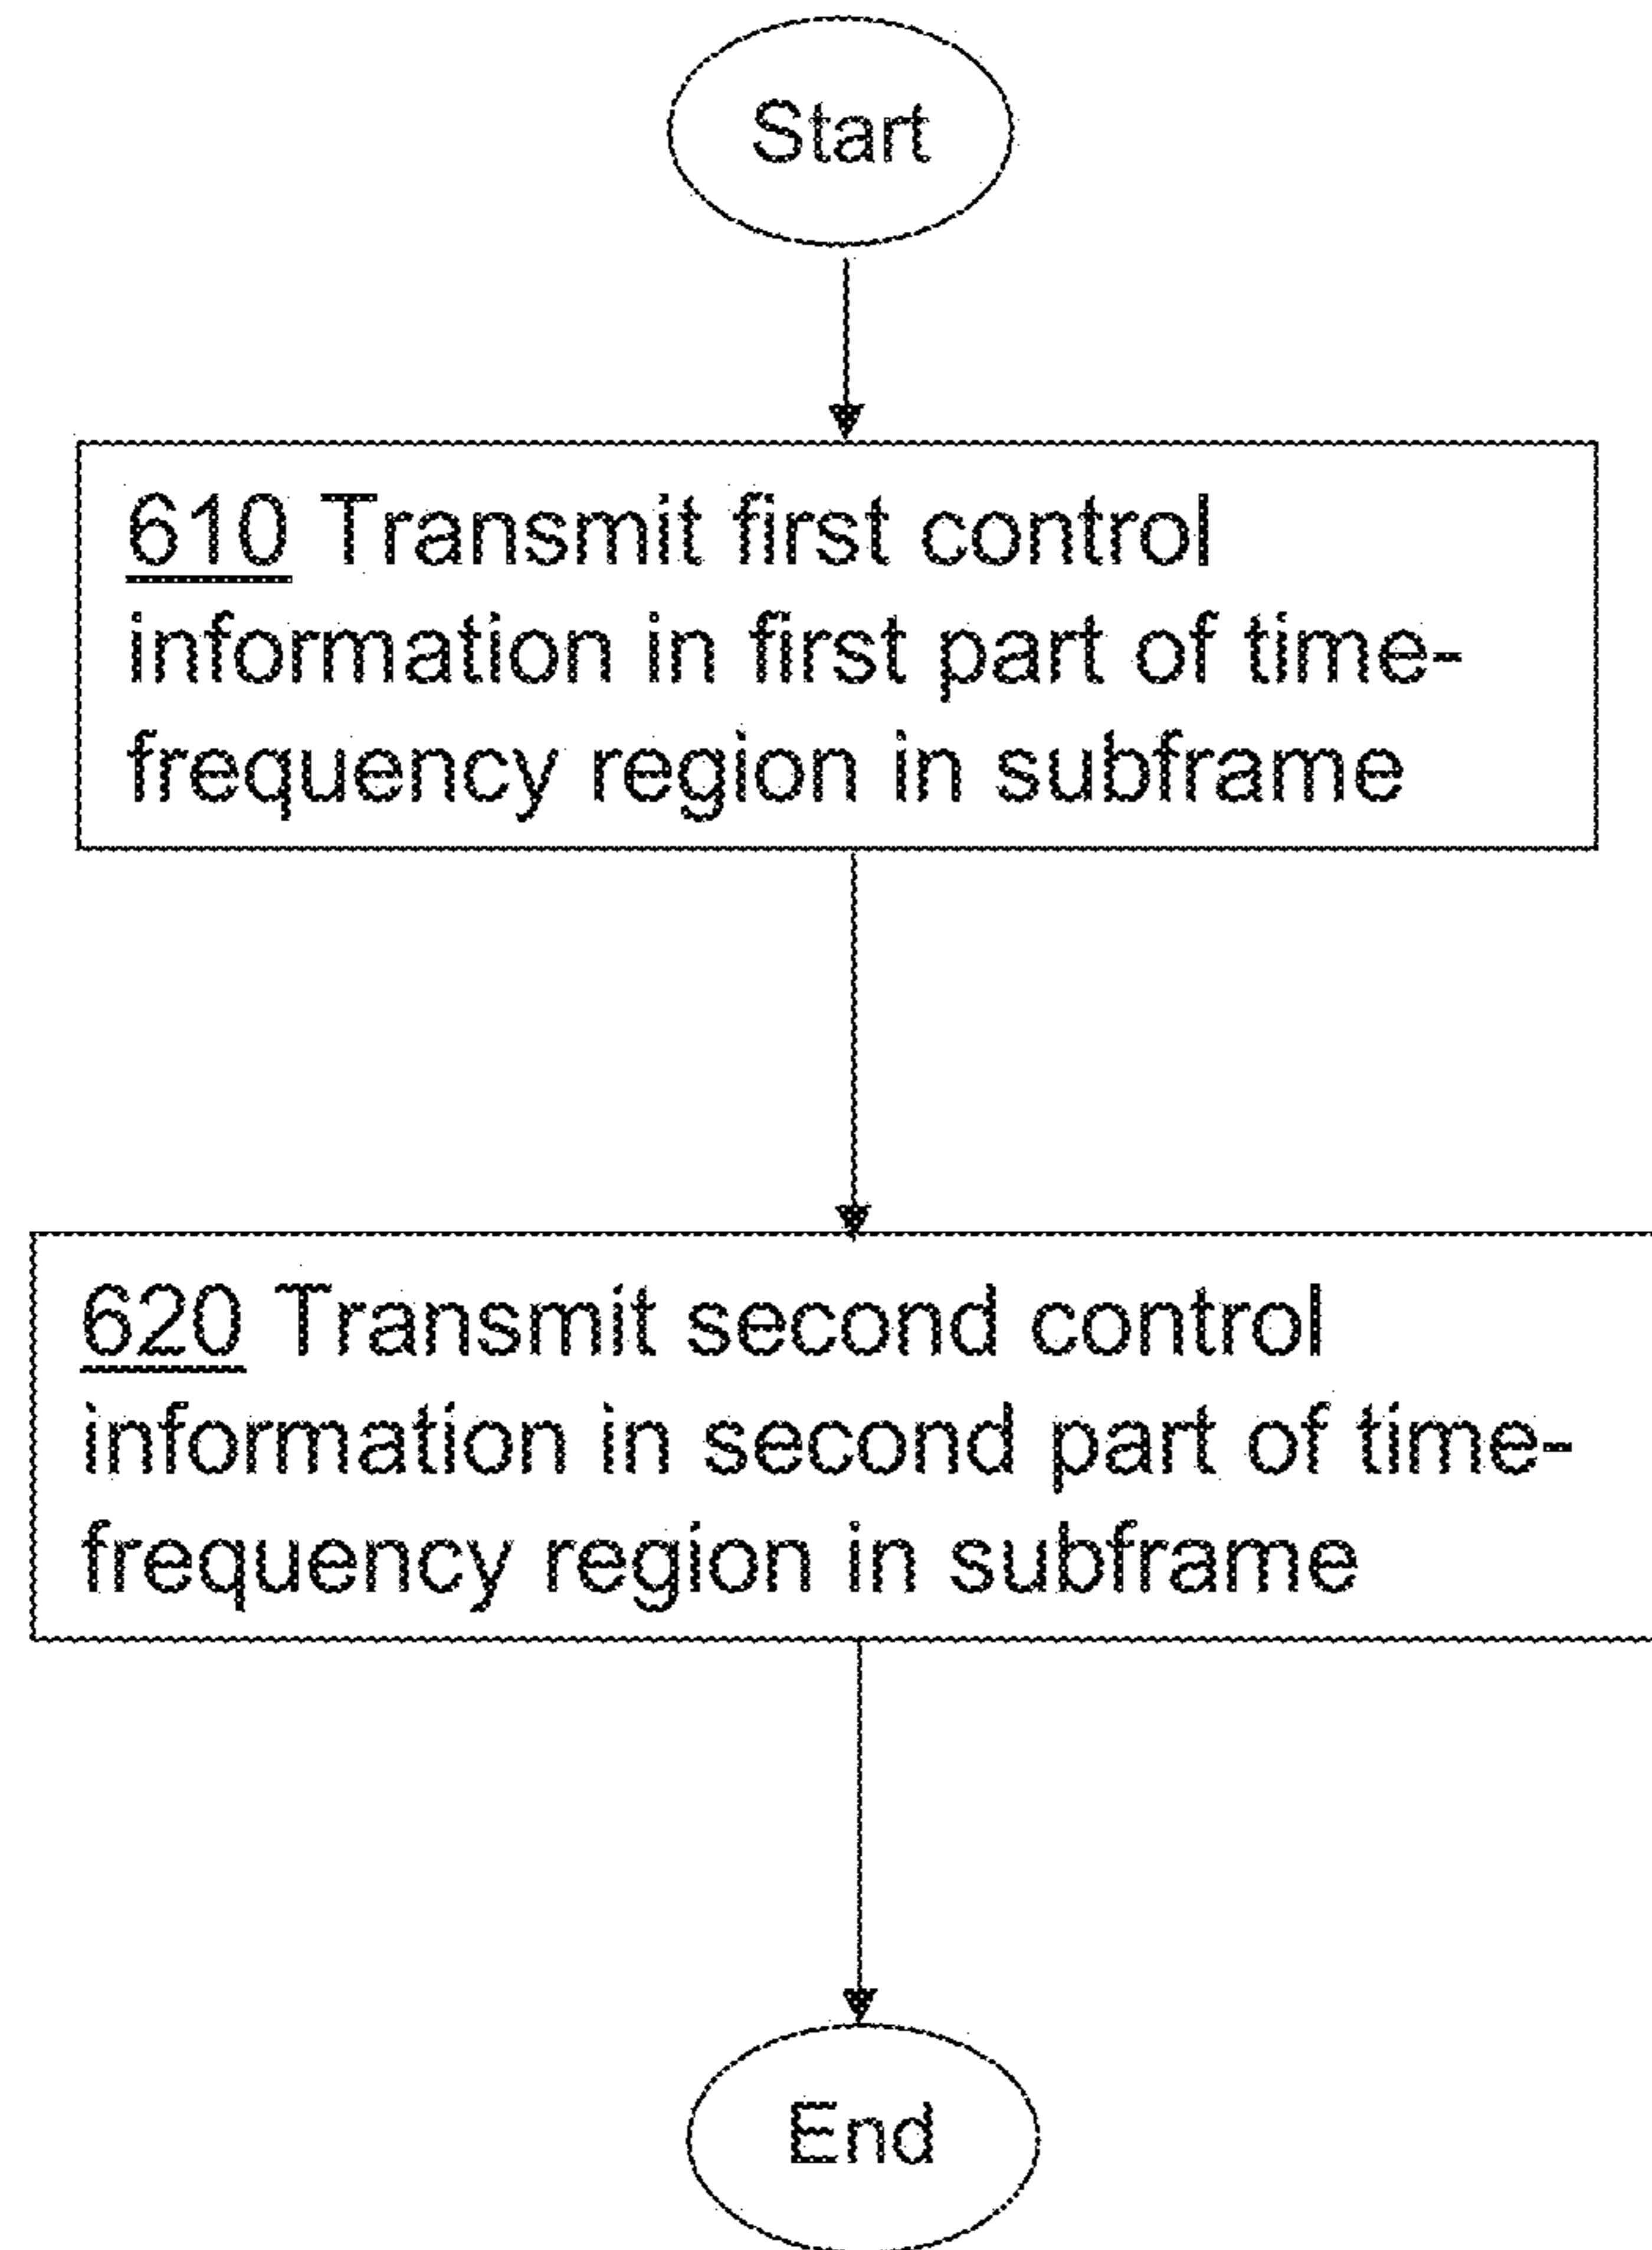 Start
610 Transmit first control
information in first part of time-
frequency region in subframe
620 Transmit second control
information in second part of time-
frequency region in subframe
End